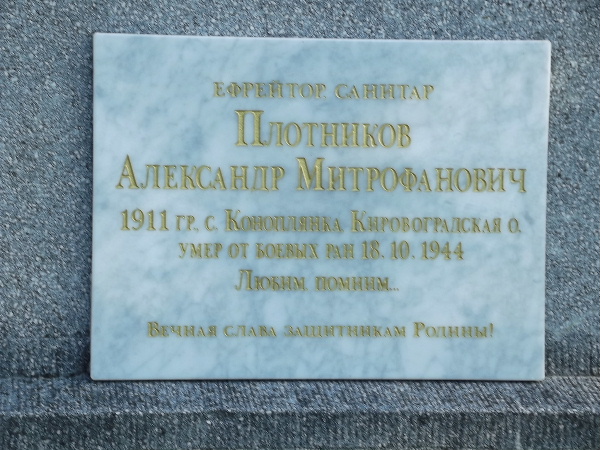 ЕФРЕЙТОР САНИТАР
ПЛОТНИКОВ
АЛЕКСАНДР МИТРОФАНОВИЧ
1911 ГР. С. КОНОПЛЯНКА, КИРОВОГРАДСКАЯ О.
УМЕР ОТ БОЕВЫХ РАН 18.10.1944
ЛЮБИМ, ПОМНИМ...
ВЕЧНАЯ СЛАВА ЗАЩИТНИКАМ РОДИНЫ!